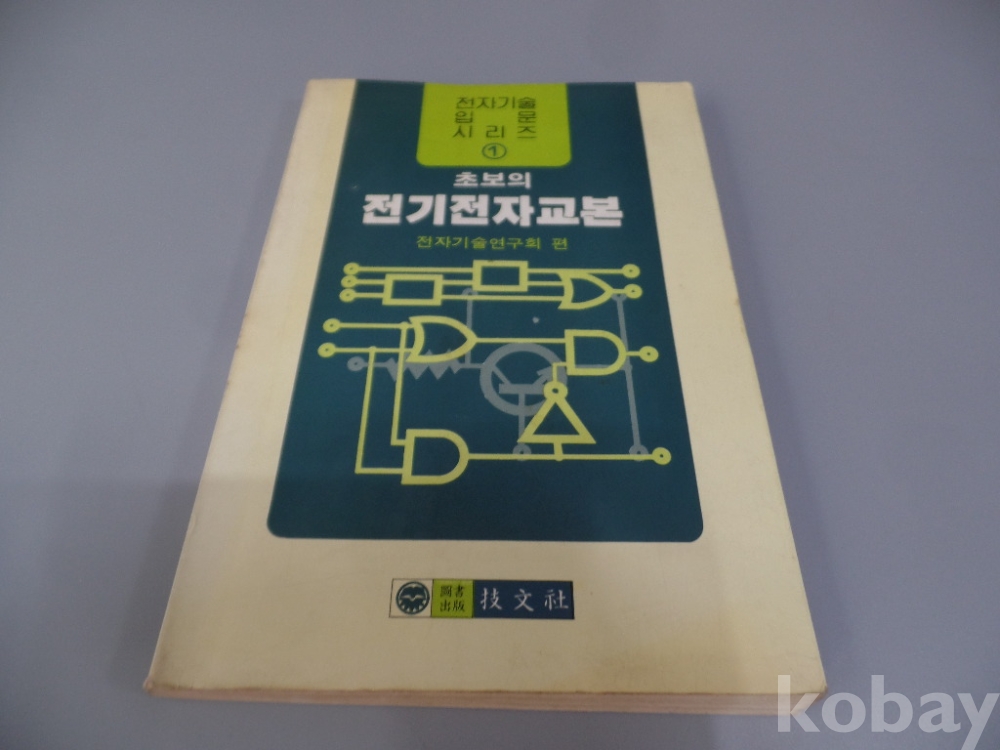 전자기술
입문
시리즈
①
초보의
전기전자교본
전자기술연구회 편
圖書
出版
技文社
kobay